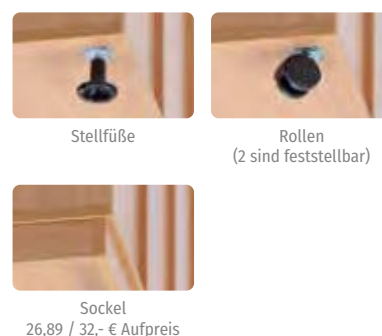 Stellfüße
Rollen
(2 sind feststellbar)
Sockel
26,89 / 32,- € Aufpreis